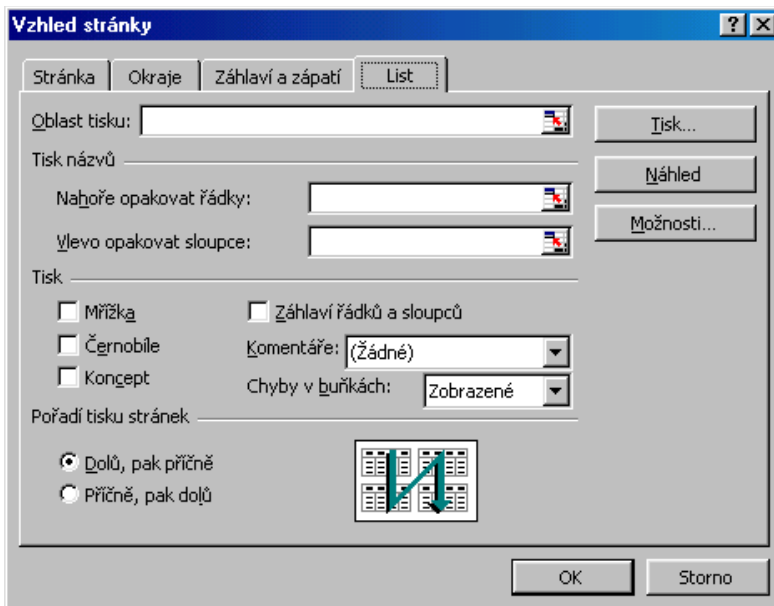 Vzhled stránky
Stránka Okraje Záhlaví a zápatí List
Oblast tisku: Tisk...
Tisk názvů
Náhled
Nahoře opakovat řádky:
Možnosti...
Vlevo opakovat sloupce:
Tisk
Mřížka Záhlaví řádků a sloupců
Černobíle Komentáře: (Žádné)
Koncept Chyby v buňkách: Zobrazené
Pořadí tisku stránek
Dolů, pak příčně
Příčně, pak dolů
OK Storno